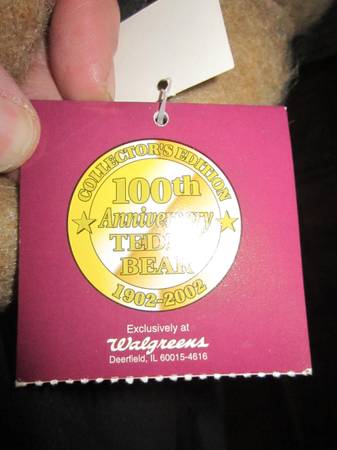 COLLECTOR'S EDITION
100th
Anniversary
TEDDY
BEAR
1902-2002
Exclusively at
Walgreens
Deerfield, IL 60015-4616